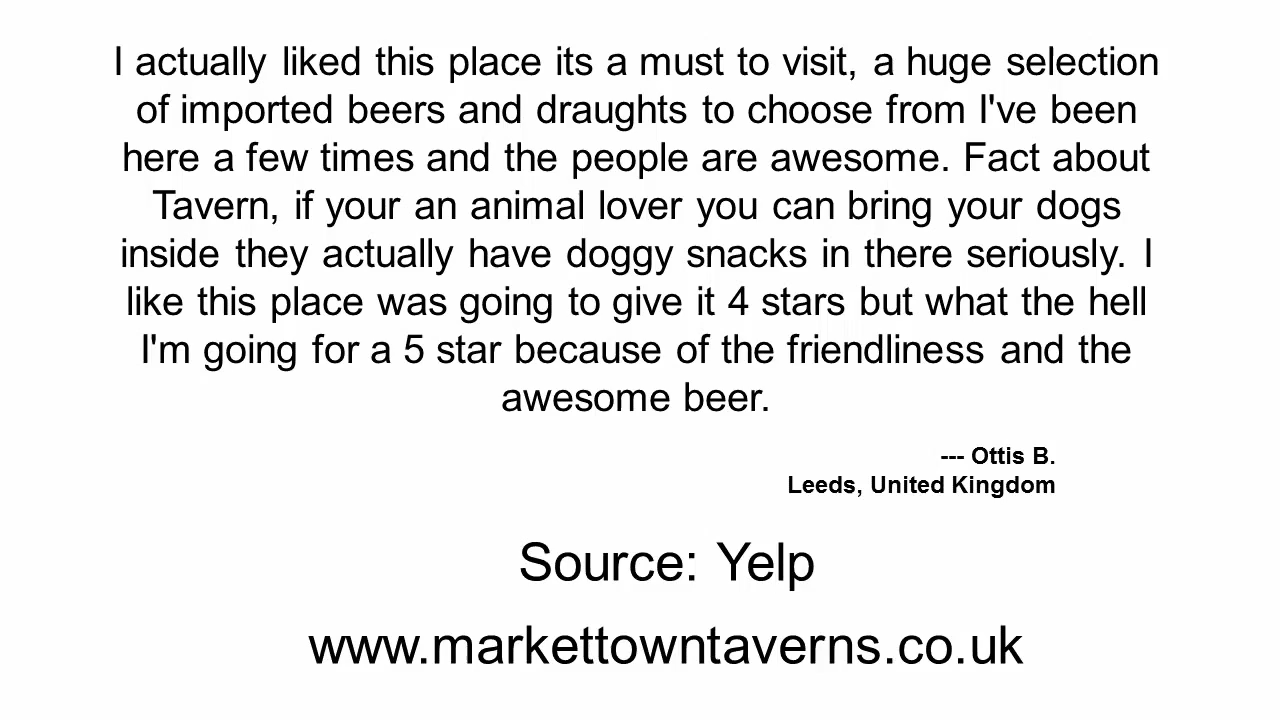 I actually liked this place its a must to visit, a huge selection
of imported beers and draughts to choose from I've been
here a few times and the people are awesome. Fact about
Tavern, if your an animal lover you can bring your dogs
inside they actually have doggy snacks in there seriously. I
like this place was going to give it 4 stars but what the hell
I'm going for a 5 star because of the friendliness and the
awesome beer.
--- Ottis B.
Leeds, United Kingdom
Source: Yelp
www.markettowntaverns.co.uk